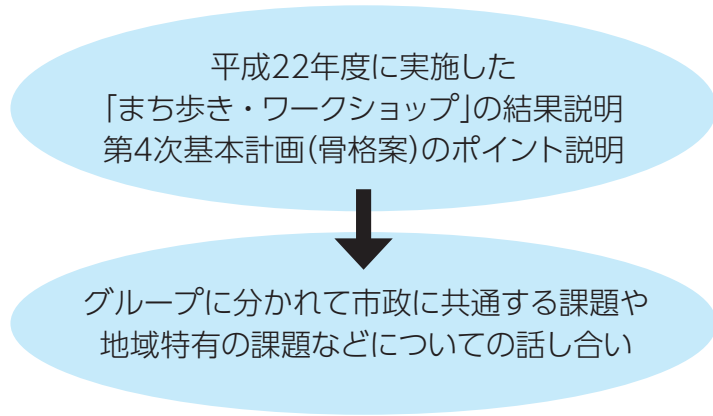 平成22年度に実施した
「まち歩き・ワークショップ」の結果説明
第4次基本計画(骨格案)のポイント説明
グループに分かれて市政に共通する課題や
地域特有の課題などについての話し合い